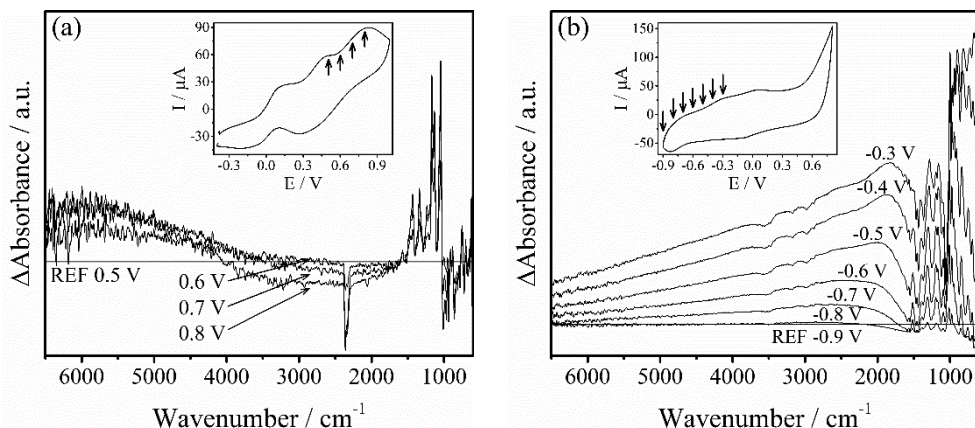 (a)
ΔAbsorbance / a.u.
I / µA
90
60
30
0
-30
-0.3 0.0 0.3 0.6 0.9
E / V
REF 0.5 V
0.6 V
0.7 V
0.8 V
6000 5000 4000 3000 2000 1000
Wavenumber / cm⁻¹
(b)
ΔAbsorbance / a.u.
I / µA
150
100
50
0
-50
-0.9 -0.6 -0.3 0.0 0.3 0.6
E / V
-0.3 V
-0.4 V
-0.5 V
-0.6 V
-0.7 V
-0.8 V
REF -0.9 V
6000 5000 4000 3000 2000 1000
Wavenumber / cm⁻¹